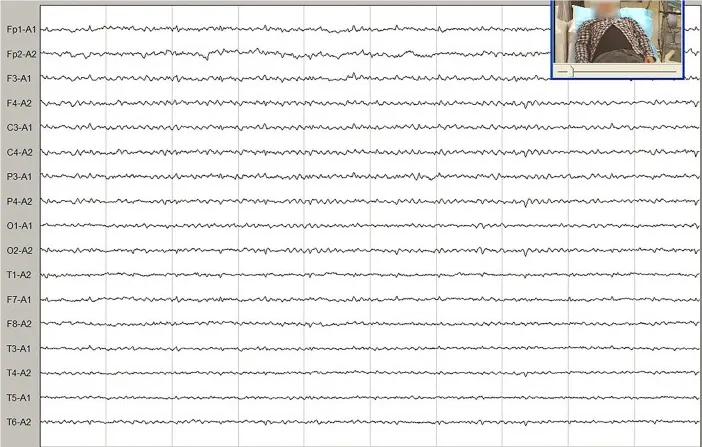 Fp1-A1
Fp2-A2
F3-A1
F4-A2
C3-A1
C4-A2
P3-A1
P4-A2
O1-A1
O2-A2
T1-A2
F7-A1
F8-A2
T3-A1
T4-A2
T5-A1
T6-A2